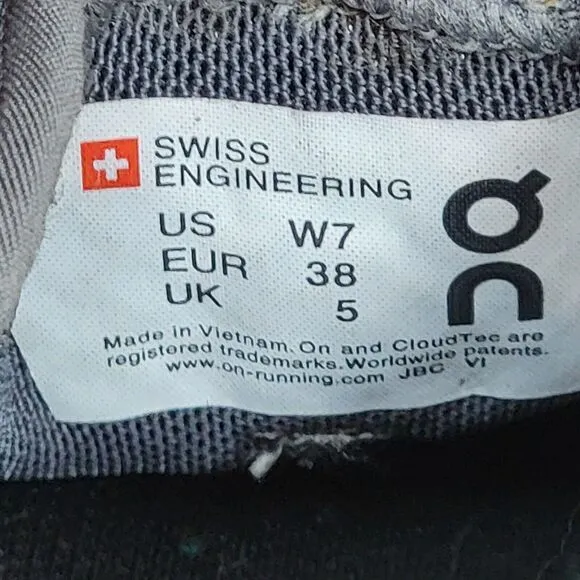 SWISS
ENGINEERING
US W7
EUR 38
UK 5
On
Made in Vietnam. On and CloudTec are
registered trademarks. Worldwide patents.
www.on-running.com JBC VI